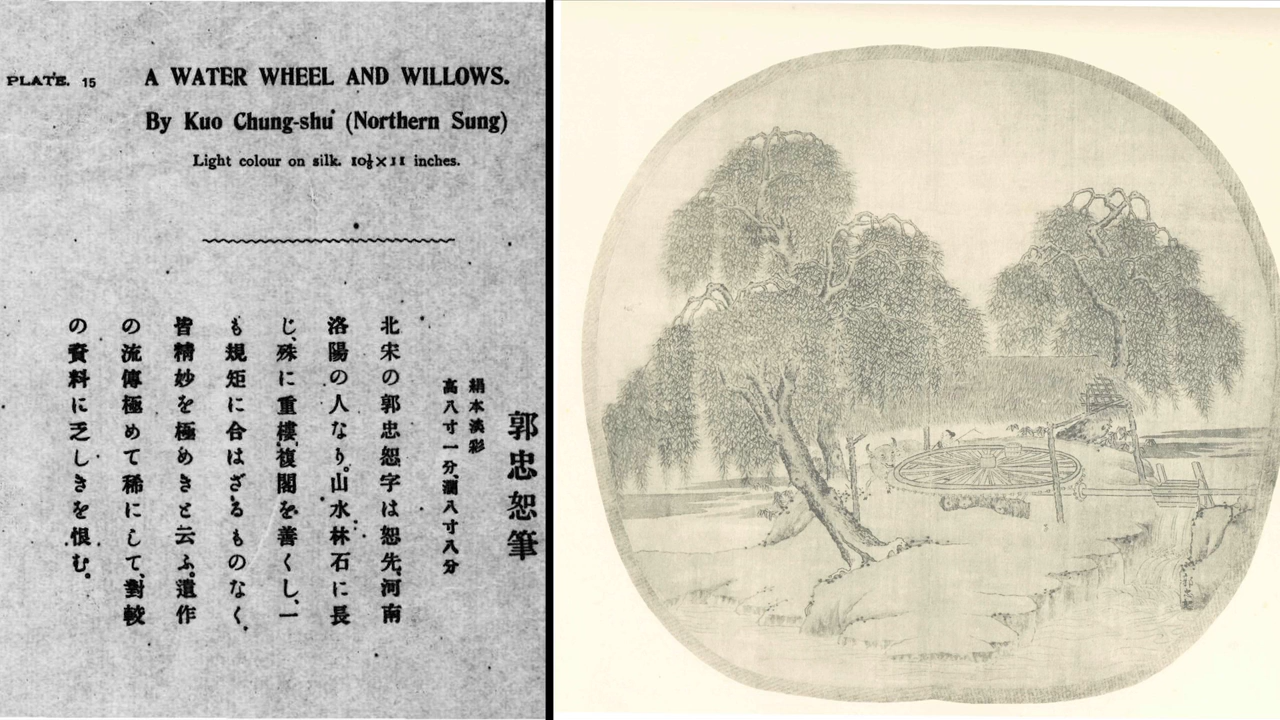 PLATE. 15
A WATER WHEEL AND WILLOWS.
By Kuo Chung-shu (Northern Sung)
Light colour on silk. 10½×11 inches.
郭忠恕筆
絹本淡彩
高八寸一分、濶八寸八分
北宋の郭忠恕字は恕先、河南
洛陽の人なり。山水林石に長
じ、殊に重樓複閣を善くし、一
も規矩に合はざるものなく
皆精妙を極めきと云ふ。遺作
の流傳極めて稀にして、對較
の資料に乏しきを恨む。